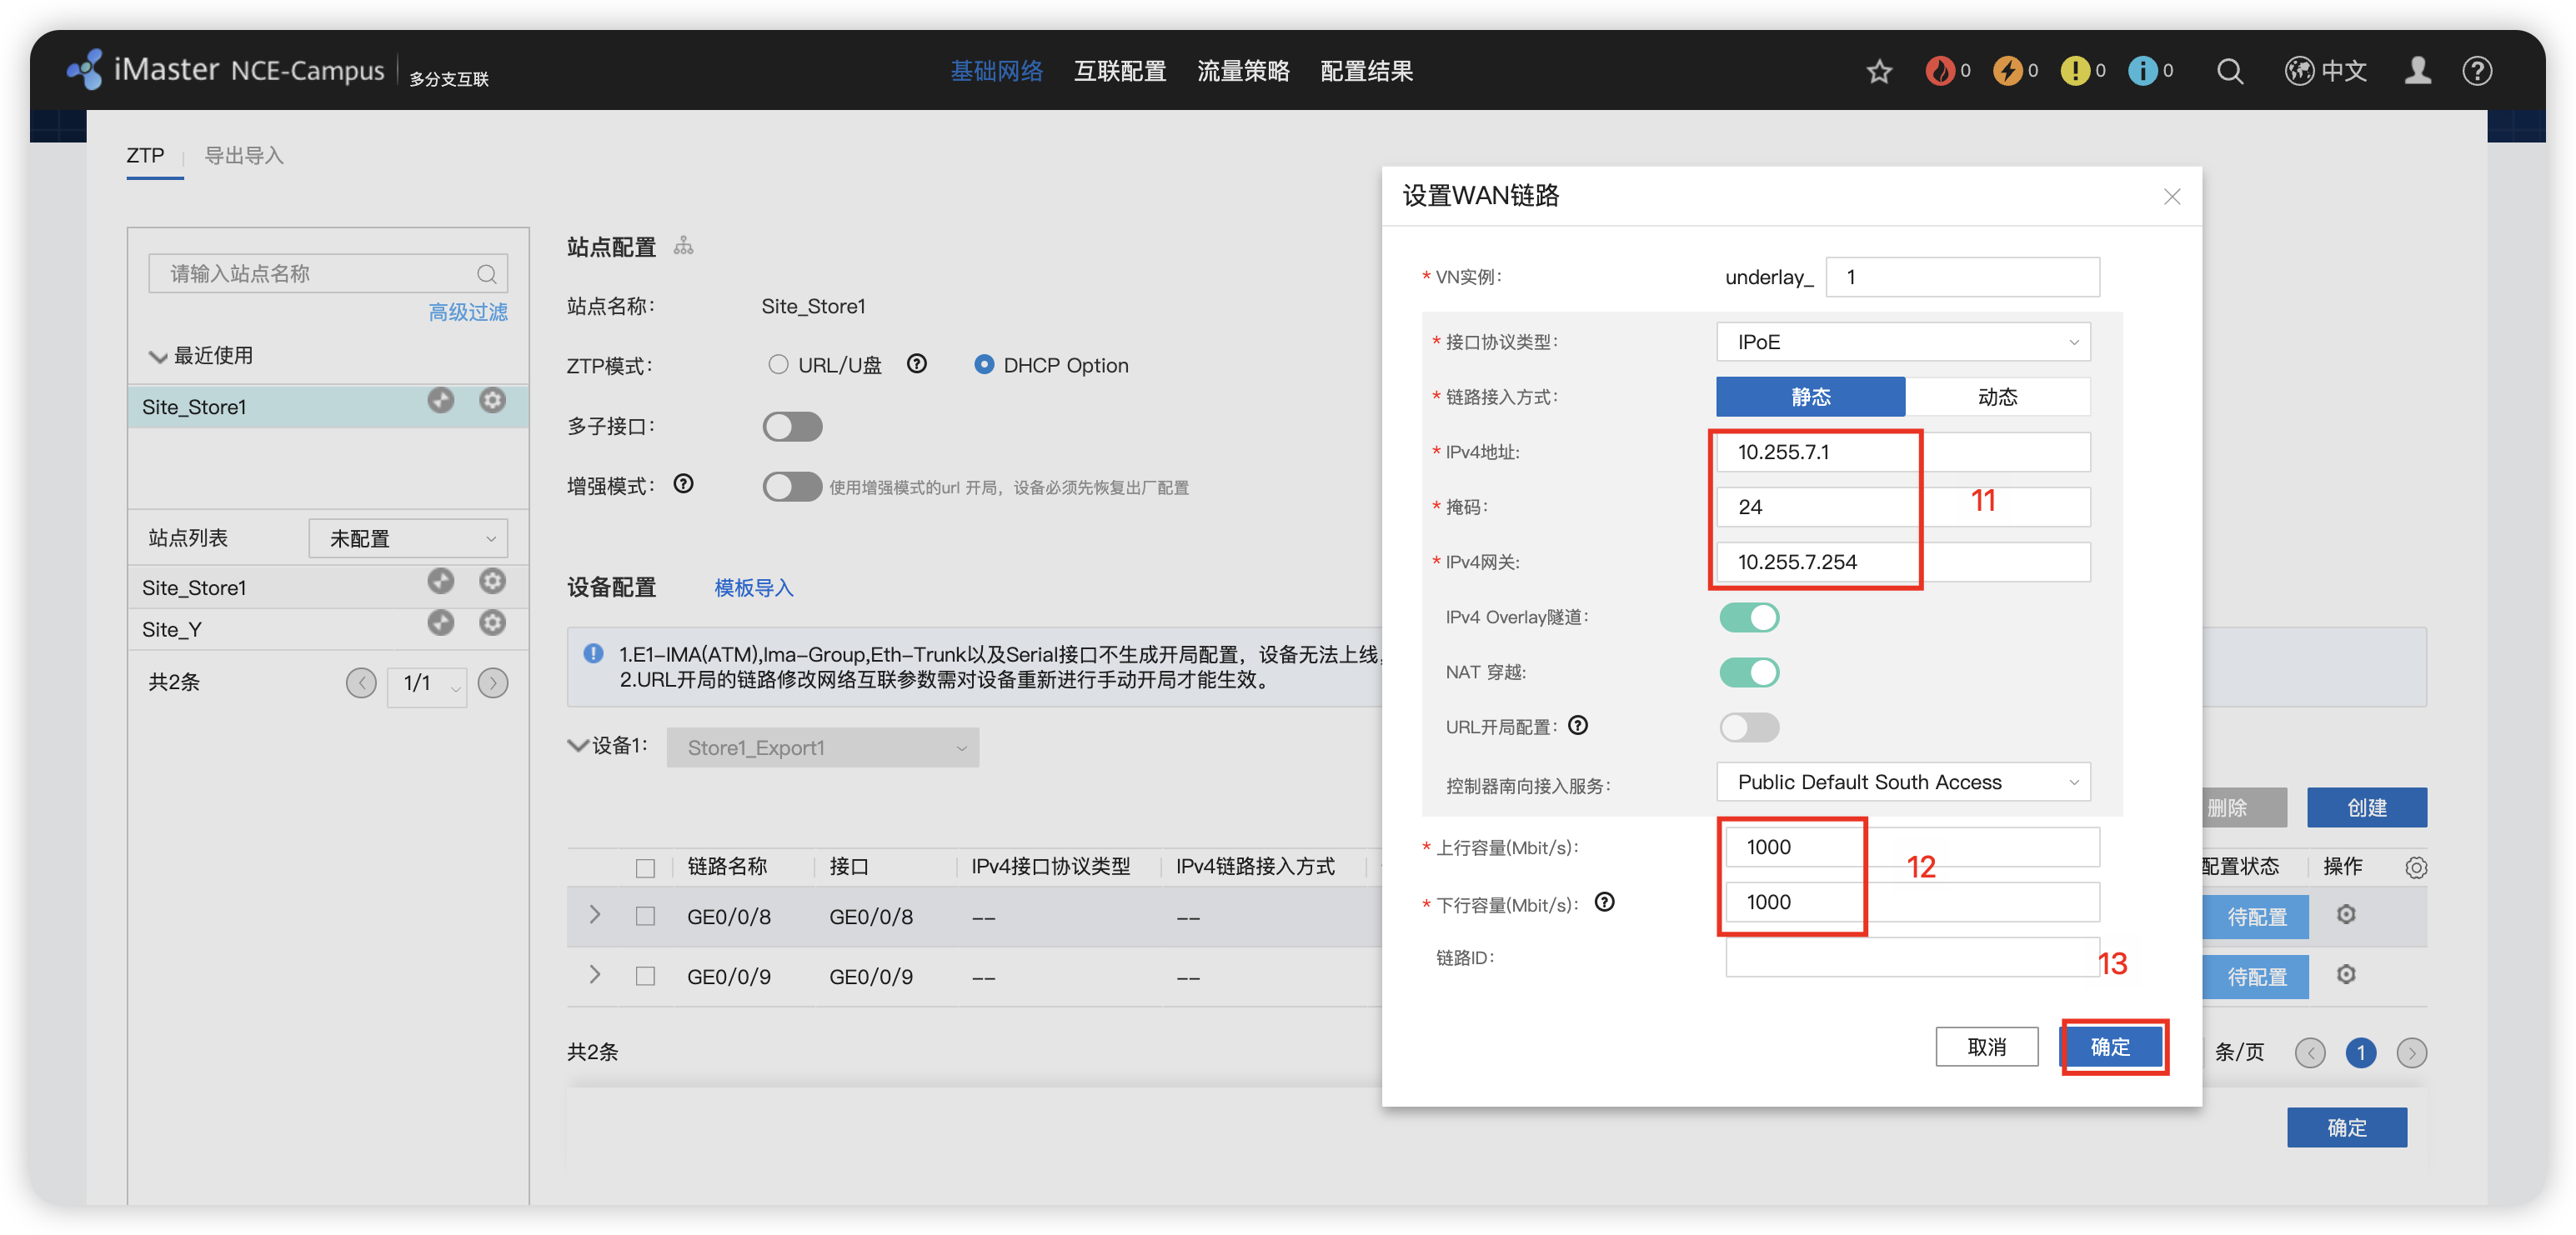 iMaster NCE-Campus 多分支互联
基础网络 互联配置 流量策略 配置结果
0 0 0 0 中文
ZTP 导出导入
请输入站点名称
高级过滤
最近使用
Site_Store1
站点列表 未配置
Site_Store1
Site_Y
共2条 1/1
站点配置
站点名称: Site_Store1
ZTP模式: URL/U盘 DHCP Option
多子接口:
增强模式: 使用增强模式的url 开局，设备必须先恢复出厂配置
设备配置 模板导入
1.E1-IMA(ATM),Ima-Group,Eth-Trunk以及Serial接口不生成开局配置，设备无法上线,
2.URL开局的链路修改网络互联参数需对设备重新进行手动开局才能生效。
设备1: Store1_Export1
删除 创建
链路名称 接口 IPv4接口协议类型 IPv4链路接入方式 配置状态 操作
GE0/0/8 GE0/0/8 -- -- 待配置
GE0/0/9 GE0/0/9 -- -- 待配置
共2条 条/页 1
确定
设置WAN链路
* VN实例: underlay_ 1
* 接口协议类型: IPoE
* 链路接入方式: 静态 动态
* IPv4地址: 10.255.7.1
* 掩码: 24
11
* IPv4网关: 10.255.7.254
IPv4 Overlay隧道:
NAT 穿越:
URL开局配置:
控制器南向接入服务: Public Default South Access
* 上行容量(Mbit/s): 1000
12
* 下行容量(Mbit/s): 1000
链路ID:
13
取消 确定